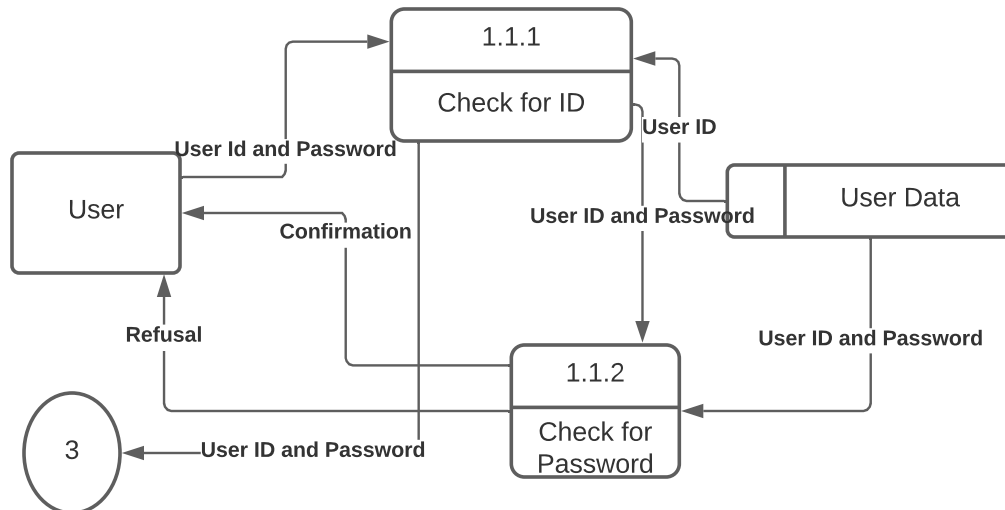 1.1.1
Check for ID
User ID
User Id and Password
User Data
User
User ID and Password
Confirmation
Refusal
User ID and Password
1.1.2
Check for
Password
3
User ID and Password